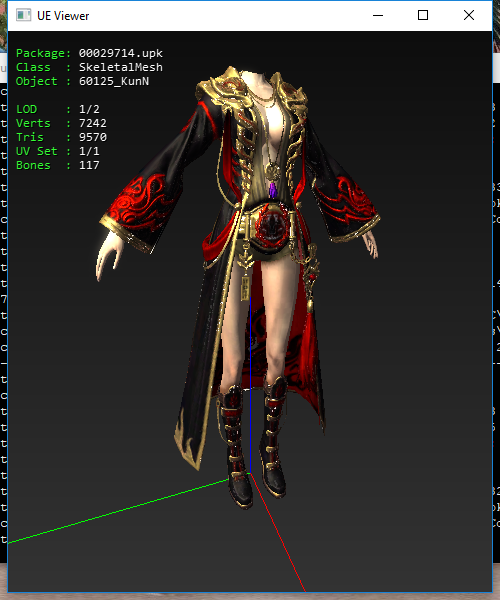 UE Viewer
Package: 00029714.upk
Class : SkeletalMesh
Object : 60125_KunN
LOD : 1/2
Verts : 7242
Tris : 9570
UV Set : 1/1
Bones : 117